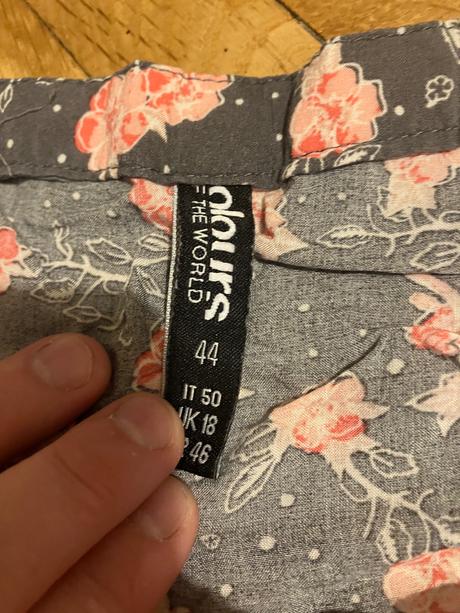 olours
F THE WORLD
44
IT 50
UK 18
46